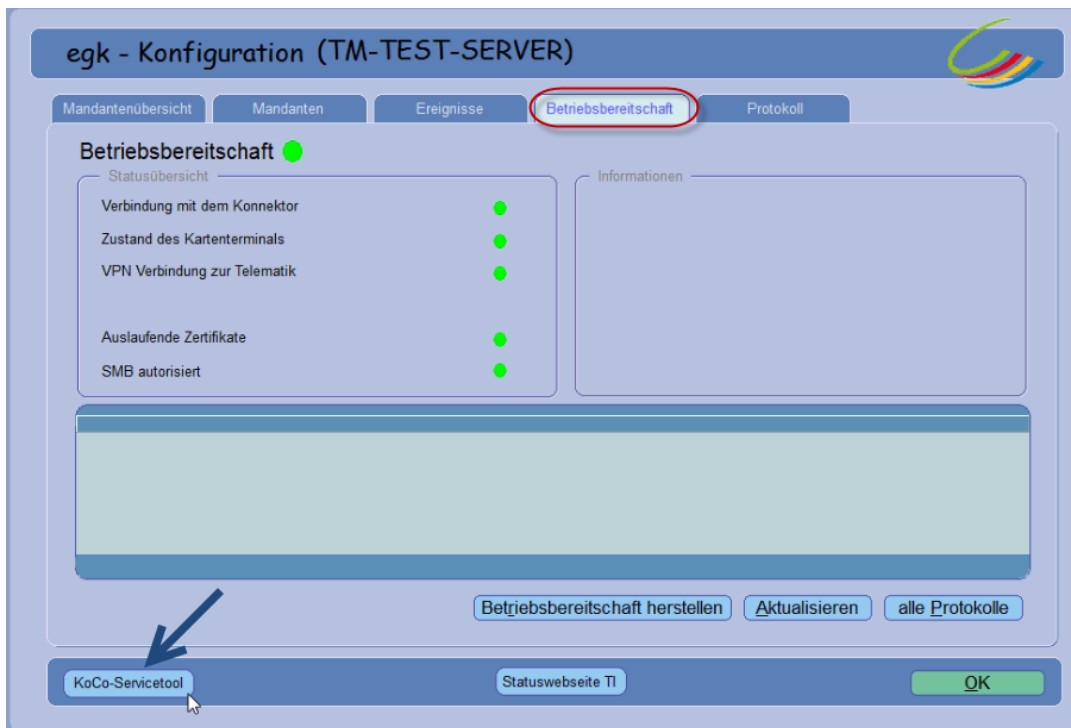 egk - Konfiguration (TM-TEST-SERVER)
Mandantenübersicht Mandanten Ereignisse Betriebsbereitschaft Protokoll
Betriebsbereitschaft
Statusübersicht
Informationen
Verbindung mit dem Konnektor
Zustand des Kartenterminals
VPN Verbindung zur Telematik
Auslaufende Zertifikate
SMB autorisiert
Betriebsbereitschaft herstellen Aktualisieren alle Protokolle
KoCo-Servicetool Statuswebseite TI OK